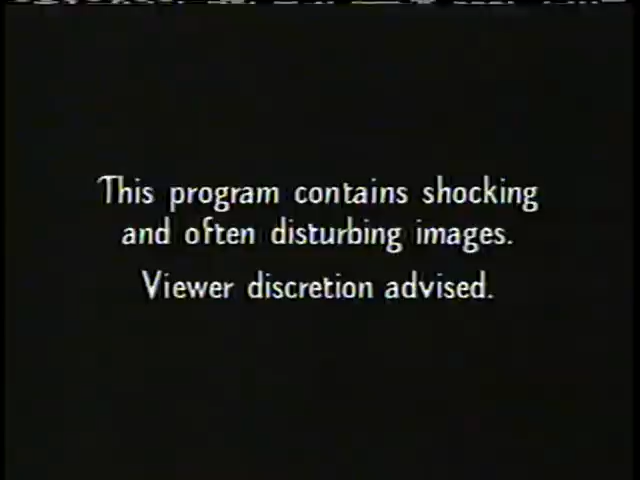 This program contains shocking
and often disturbing images.
Viewer discretion advised.